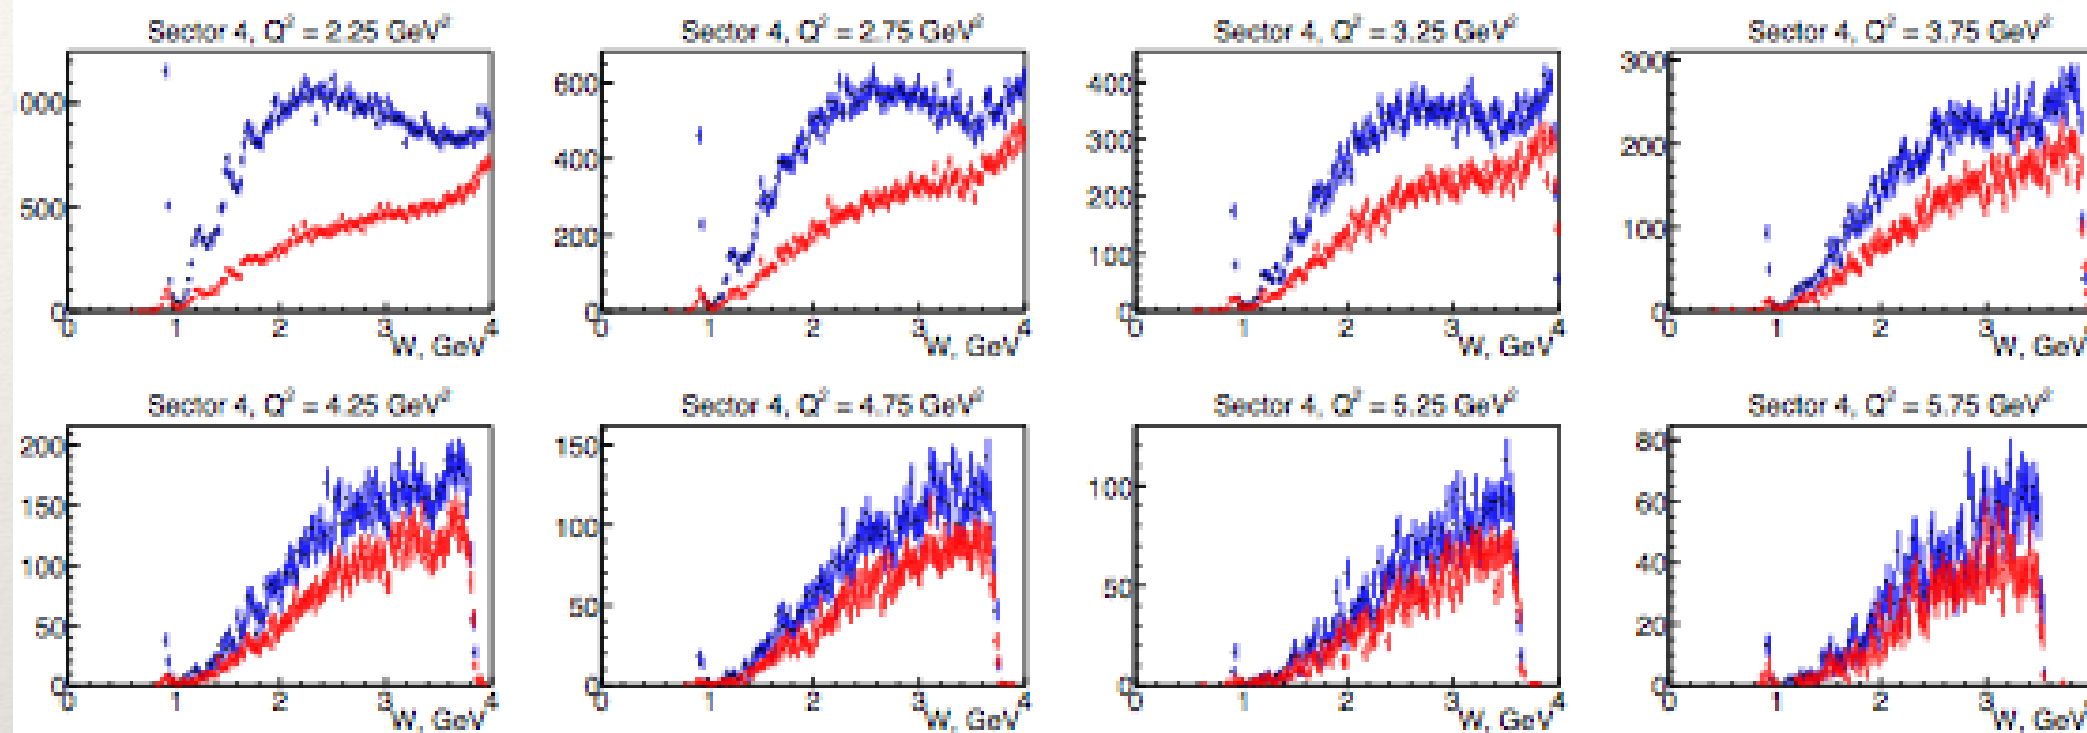 Sector 4, Q² = 2.25 GeV²
000
500
0
0 1 2 3 4
W, GeV
Sector 4, Q² = 2.75 GeV²
600
400
200
0
0 1 2 3 4
W, GeV
Sector 4, Q² = 3.25 GeV²
400
300
200
100
0
0 1 2 3 4
W, GeV
Sector 4, Q² = 3.75 GeV²
300
200
100
0
0 1 2 3
W, GeV
Sector 4, Q² = 4.25 GeV²
200
150
100
50
0
0 1 2 3 4
W, GeV
Sector 4, Q² = 4.75 GeV²
150
100
50
0
0 1 2 3 4
W, GeV
Sector 4, Q² = 5.25 GeV²
100
50
0
0 1 2 3 4
W, GeV
Sector 4, Q² = 5.75 GeV²
80
60
40
20
0
0 1 2 3
W, GeV